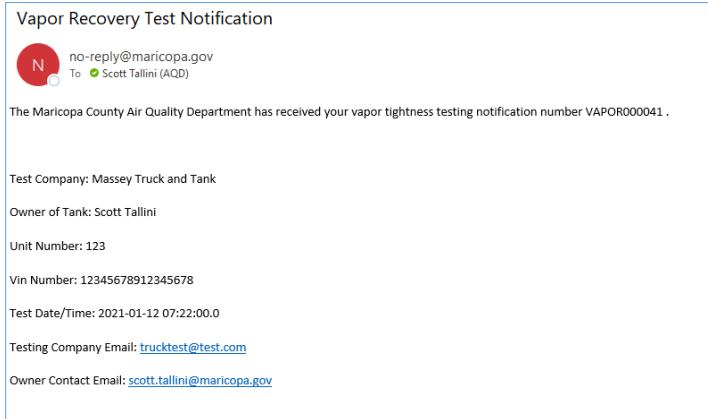 Vapor Recovery Test Notification
N
no-reply@maricopa.gov
To Scott Tallini (AQD)
The Maricopa County Air Quality Department has received your vapor tightness testing notification number VAPOR000041 .
Test Company: Massey Truck and Tank
Owner of Tank: Scott Tallini
Unit Number: 123
Vin Number: 12345678912345678
Test Date/Time: 2021-01-12 07:22:00.0
Testing Company Email: trucktest@test.com
Owner Contact Email: scott.tallini@maricopa.gov